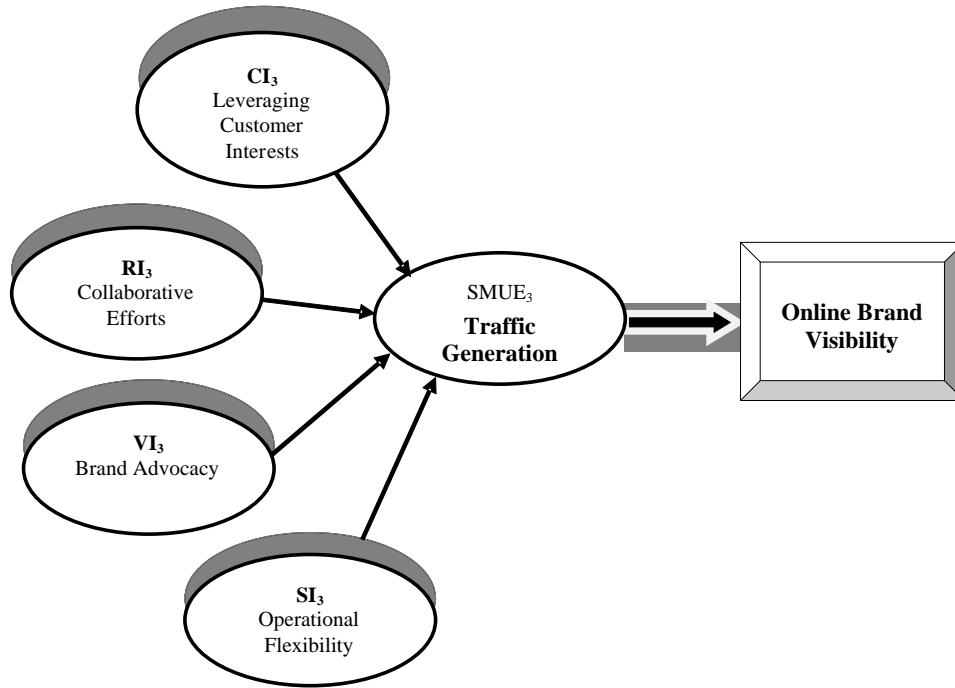 CI₃
Leveraging
Customer
Interests
RI₃
Collaborative
Efforts
SMUE₃
Traffic
Generation
Online Brand
Visibility
VI₃
Brand Advocacy
SI₃
Operational
Flexibility